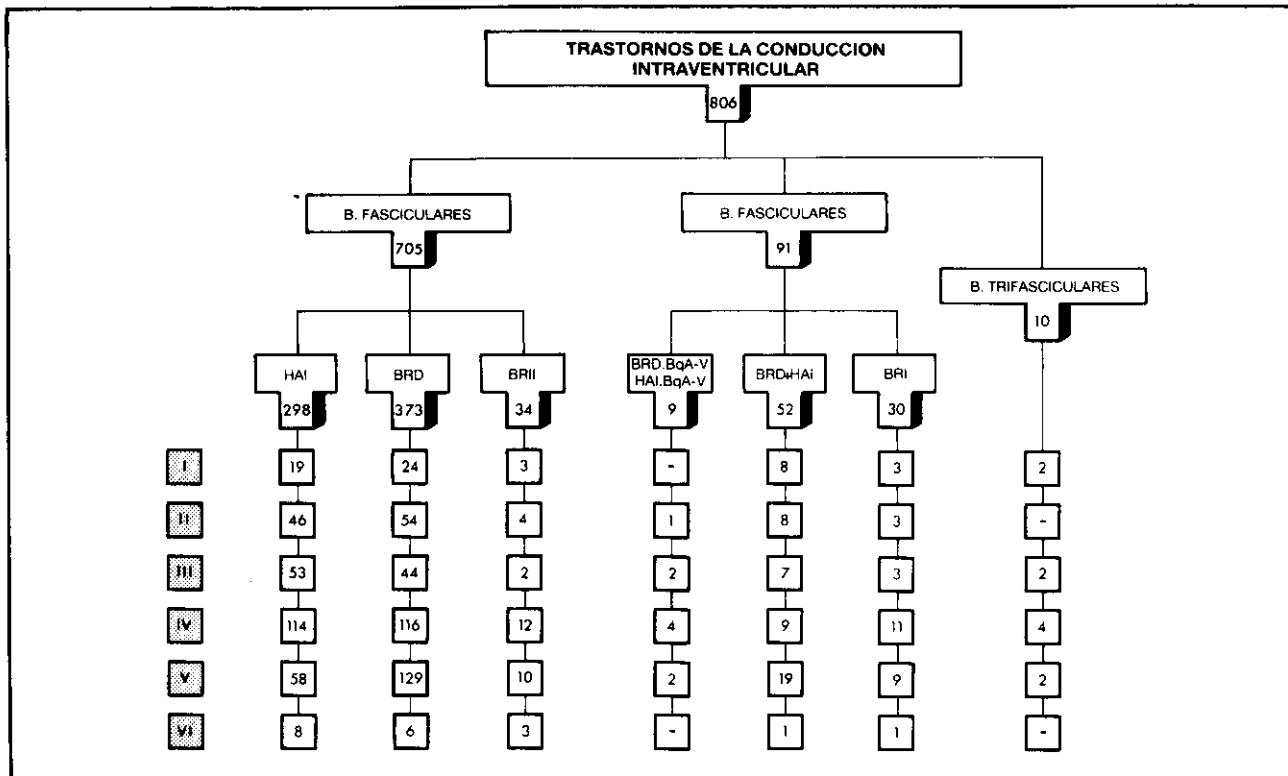 TRASTORNOS DE LA CONDUCCION
INTRAVENTRICULAR
806
B. FASCICULARES
705
B. FASCICULARES
91
B. TRIFASCICULARES
10
HAI
298
BRD
373
BRII
34
BRD.BqA-V
HAI.BqA-V
9
BRD+HAi
52
BRI
30
I 19 24 3 - 8 3 2
II 46 54 4 1 8 3 -
III 53 44 2 2 7 3 2
IV 114 116 12 4 9 11 4
V 58 129 10 2 19 9 2
VI 8 6 3 - 1 1 -